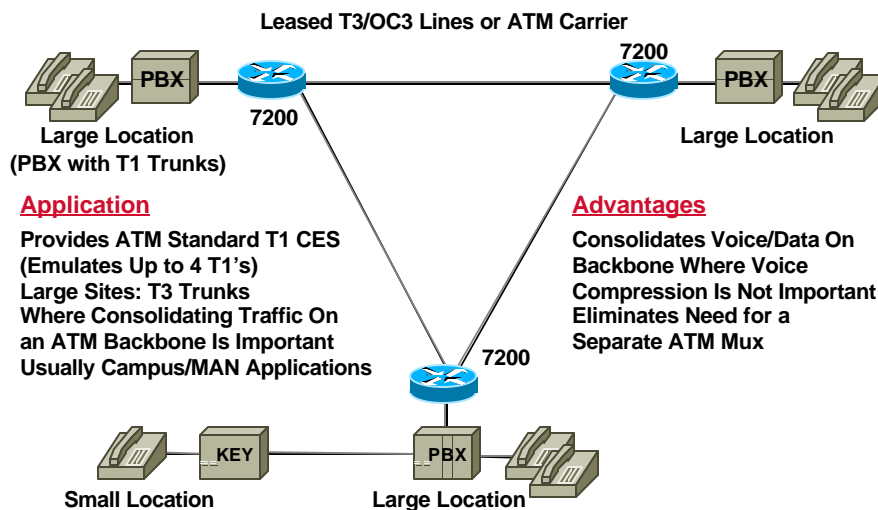 Leased T3/OC3 Lines or ATM Carrier
7200
PBX
PBX
7200
Large Location
(PBX with T1 Trunks)
Large Location
Application
Provides ATM Standard T1 CES
(Emulates Up to 4 T1's)
Large Sites: T3 Trunks
Where Consolidating Traffic On
an ATM Backbone Is Important
Usually Campus/MAN Applications
Advantages
Consolidates Voice/Data On
Backbone Where Voice
Compression Is Not Important
Eliminates Need for a
Separate ATM Mux
7200
KEY
PBX
Small Location
Large Location